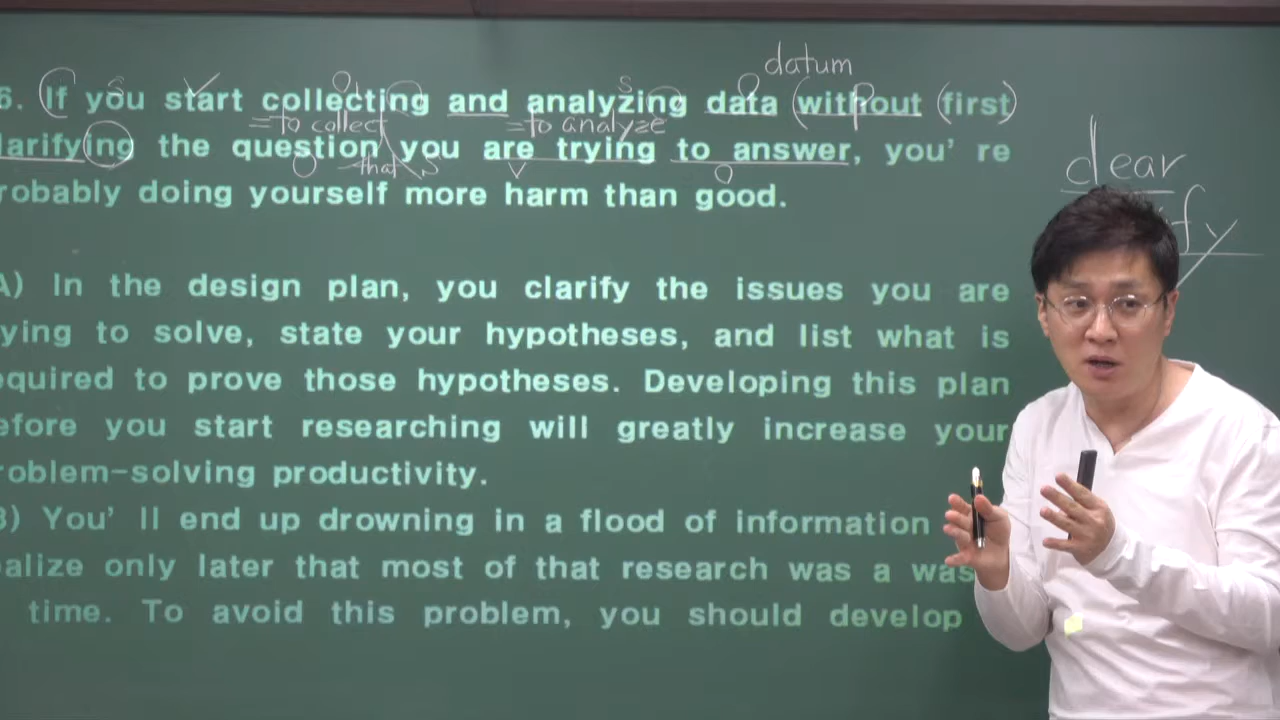 datum
6. If you start collecting and analyzing data (without (first)
= to collect = to analyze
larifying the question you are trying to answer, you' re
O that S V O
robably doing yourself more harm than good.
clear
ify
A) In the design plan, you clarify the issues you are
ying to solve, state your hypotheses, and list what is
equired to prove those hypotheses. Developing this plan
efore you start researching will greatly increase your
roblem-solving productivity.
B) You' ll end up drowning in a flood of information
ealize only later that most of that research was a was
time. To avoid this problem, you should develop